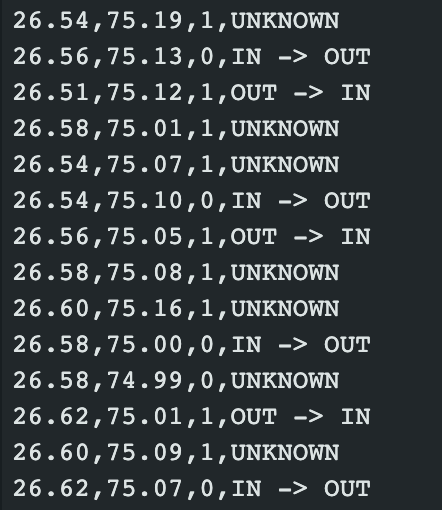 26.54,75.19,1,UNKNOWN
26.56,75.13,0,IN -> OUT
26.51,75.12,1,OUT -> IN
26.58,75.01,1,UNKNOWN
26.54,75.07,1,UNKNOWN
26.54,75.10,0,IN -> OUT
26.56,75.05,1,OUT -> IN
26.58,75.08,1,UNKNOWN
26.60,75.16,1,UNKNOWN
26.58,75.00,0,IN -> OUT
26.58,74.99,0,UNKNOWN
26.62,75.01,1,OUT -> IN
26.60,75.09,1,UNKNOWN
26.62,75.07,0,IN -> OUT